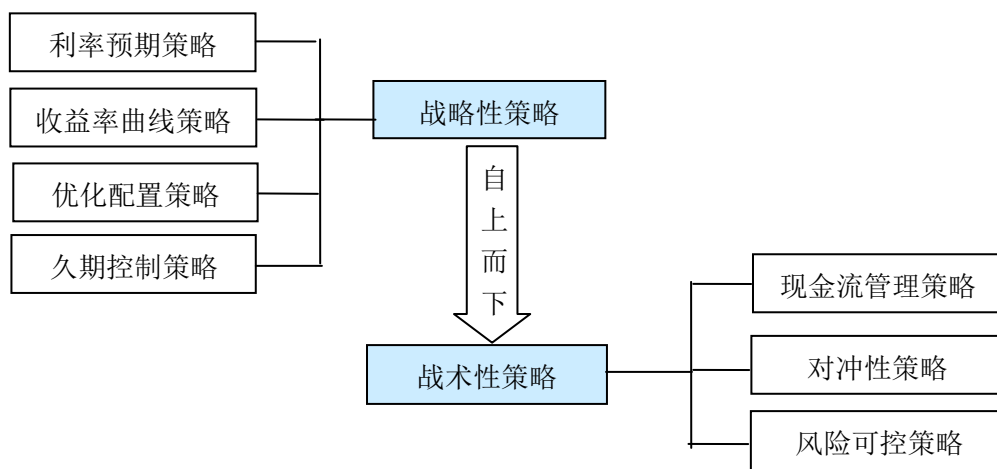 利率预期策略
收益率曲线策略
优化配置策略
久期控制策略
战略性策略
自上而下
战术性策略
现金流管理策略
对冲性策略
风险可控策略